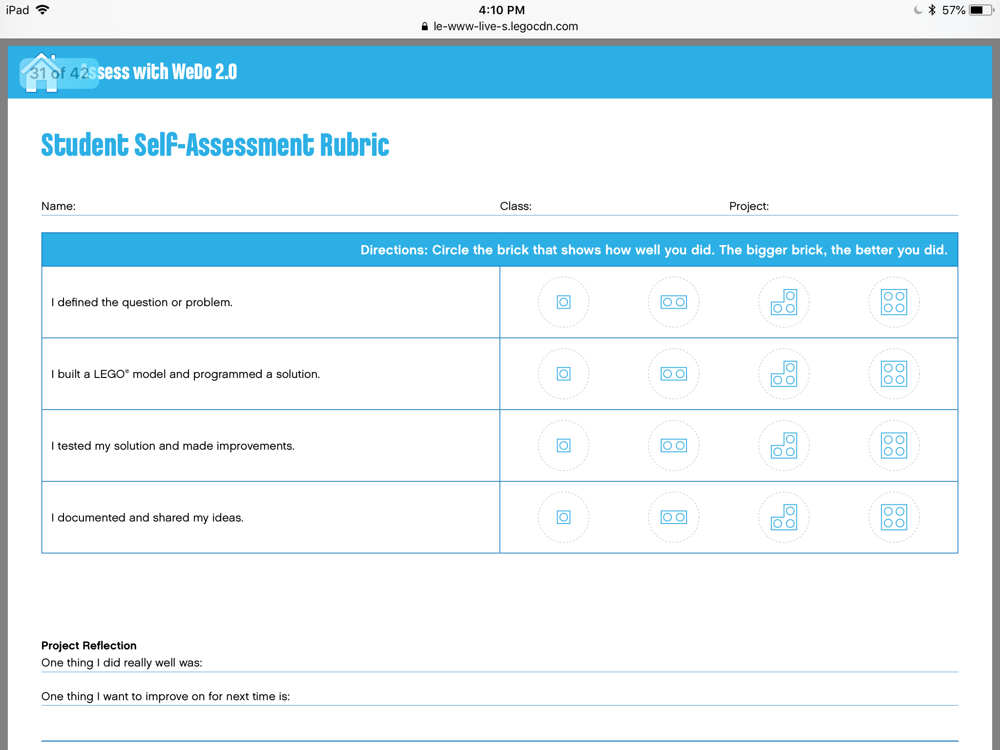 iPad
4:10 PM
57%
le-www-live-s.legocdn.com
31 of 42
Assess with WeDo 2.0
Student Self-Assessment Rubric
Name: Class: Project:
Directions: Circle the brick that shows how well you did. The bigger brick, the better you did.
I defined the question or problem.
I built a LEGO® model and programmed a solution.
I tested my solution and made improvements.
I documented and shared my ideas.
Project Reflection
One thing I did really well was:
One thing I want to improve on for next time is: